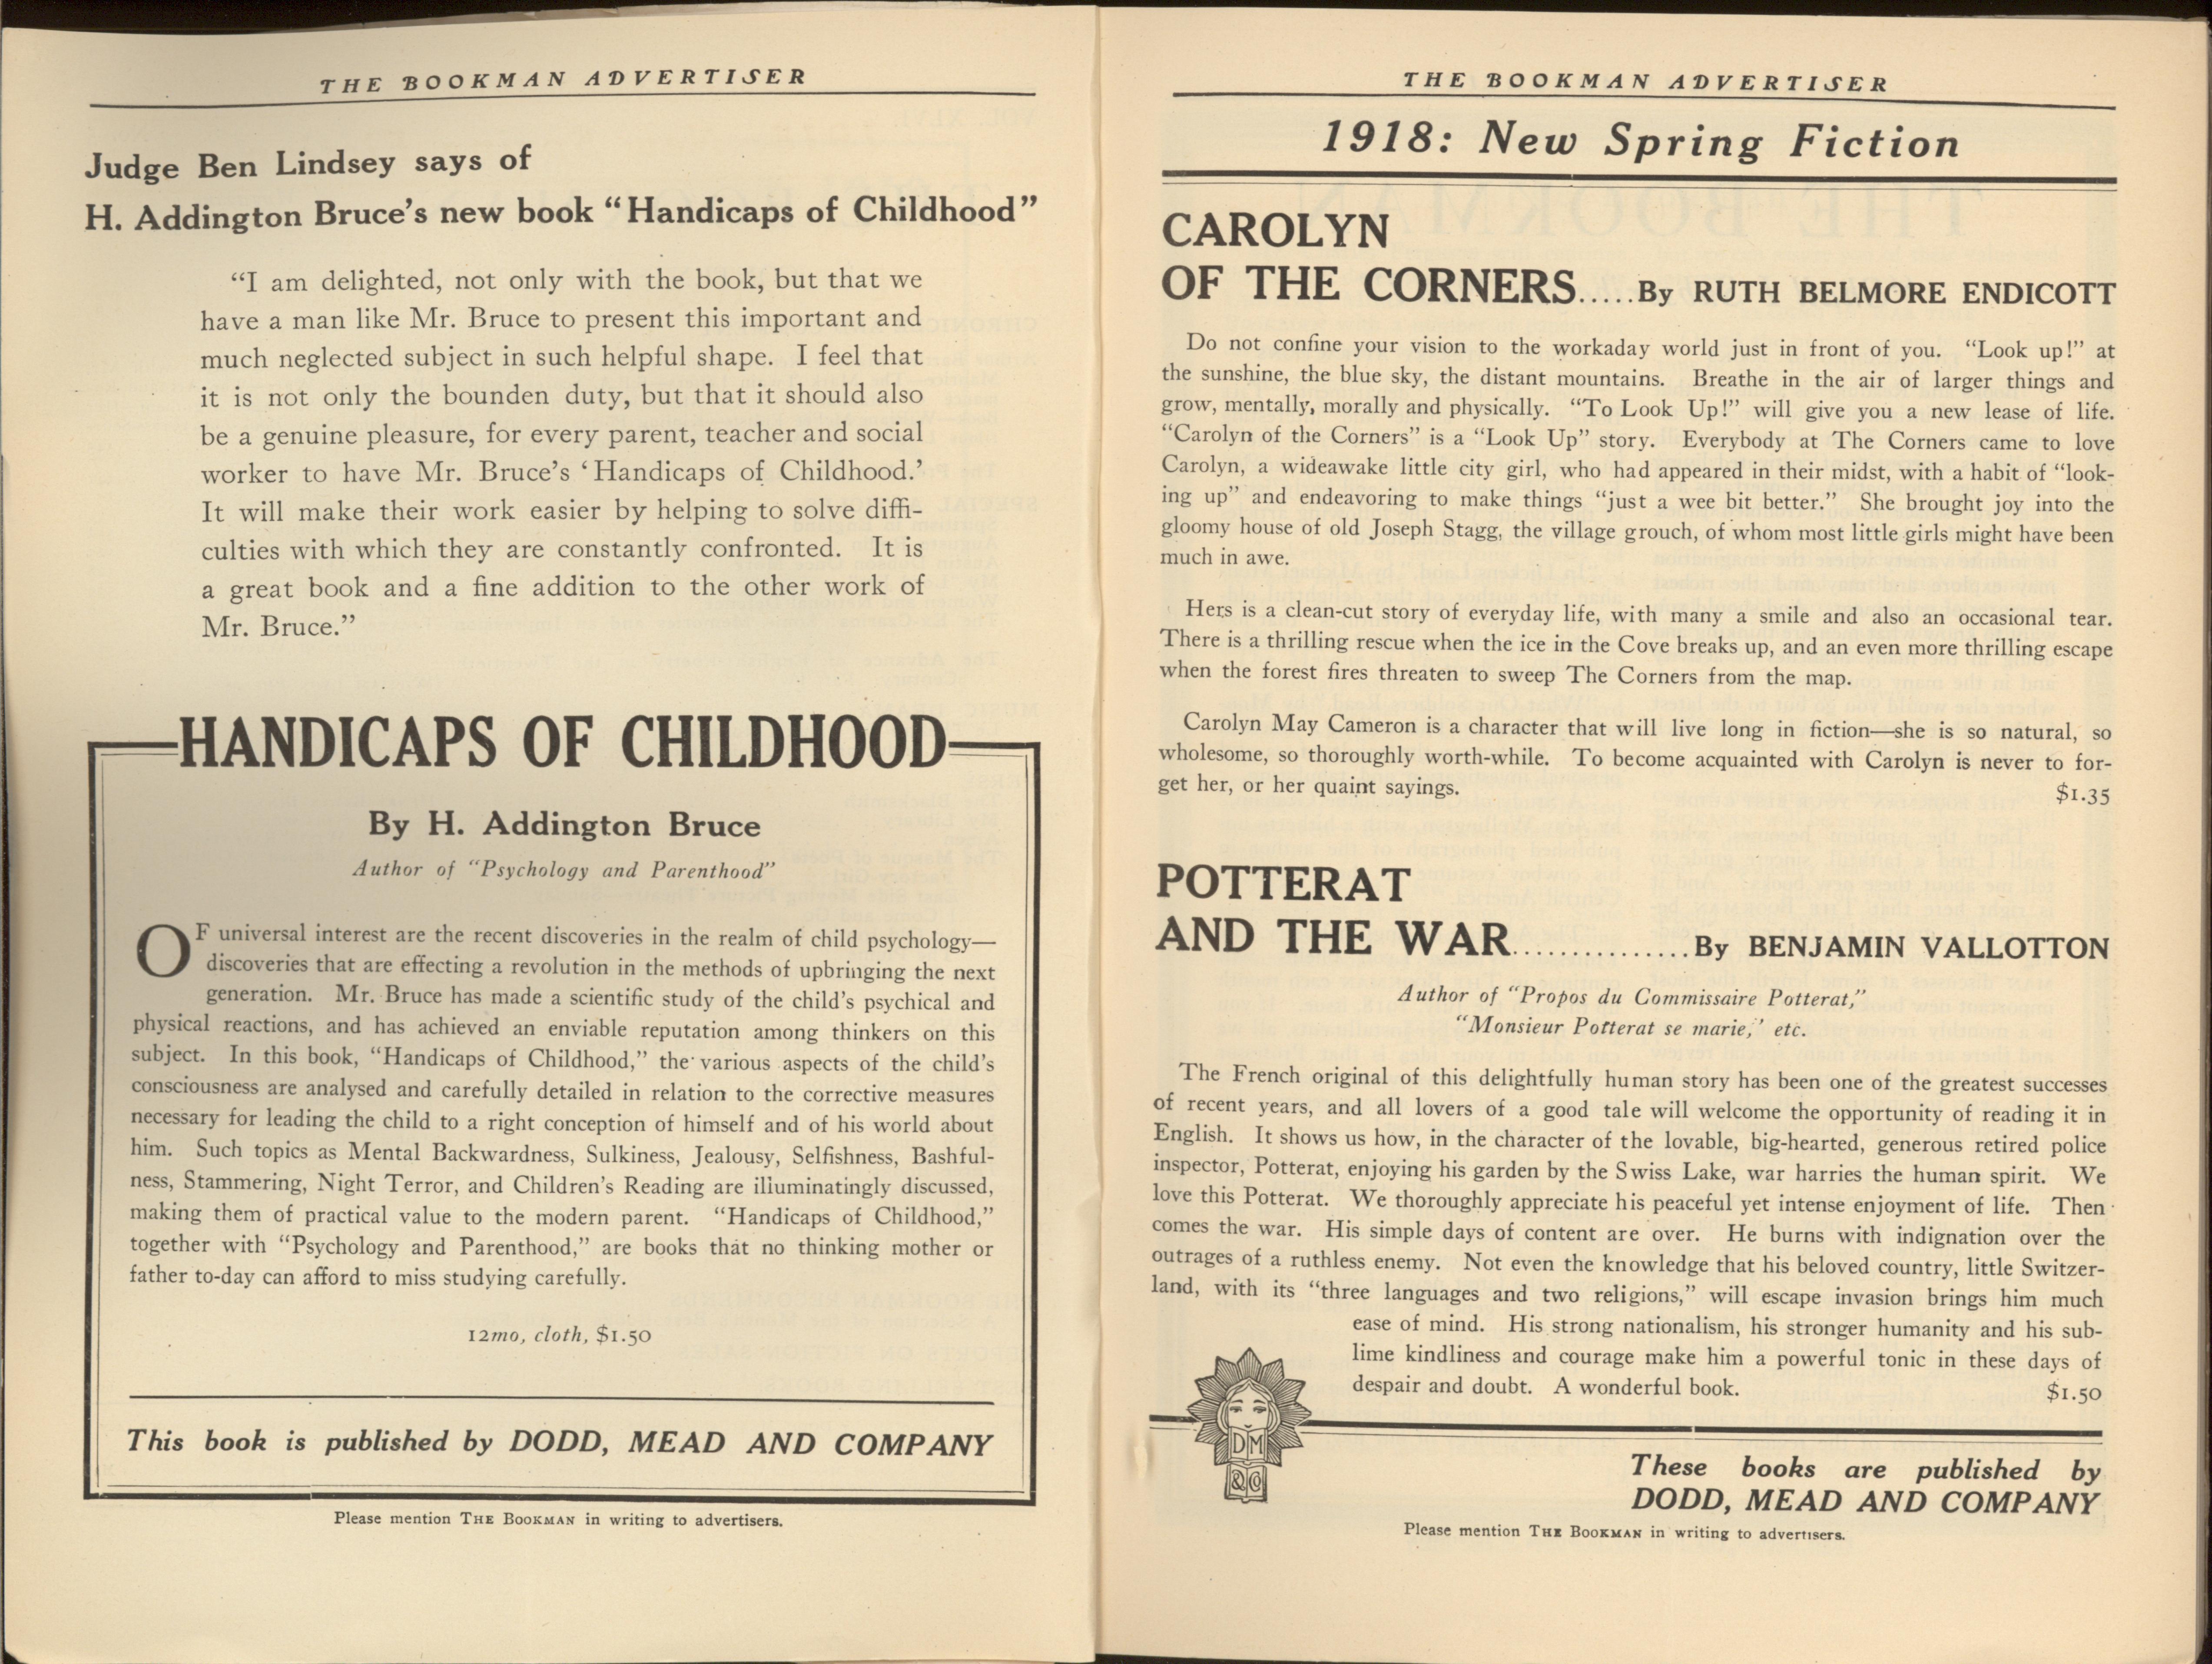 THE BOOKMAN ADVERTISER
Judge Ben Lindsey says of
H. Addington Bruce's new book “Handicaps of Childhood”
“I am delighted, not only with the book, but that we
have a man like Mr. Bruce to present this important and
much neglected subject in such helpful shape. I feel that
it is not only the bounden duty, but that it should also
be a genuine pleasure, for every parent, teacher and social
worker to have Mr. Bruce's ‘Handicaps of Childhood.’
It will make their work easier by helping to solve diffi-
culties with which they are constantly confronted. It is
a great book and a fine addition to the other work of
Mr. Bruce.”
HANDICAPS OF CHILDHOOD
By H. Addington Bruce
Author of “Psychology and Parenthood”
OF universal interest are the recent discoveries in the realm of child psychology—
discoveries that are effecting a revolution in the methods of upbringing the next
generation. Mr. Bruce has made a scientific study of the child's psychical and
physical reactions, and has achieved an enviable reputation among thinkers on this
subject. In this book, “Handicaps of Childhood,” the various aspects of the child's
consciousness are analysed and carefully detailed in relation to the corrective measures
necessary for leading the child to a right conception of himself and of his world about
him. Such topics as Mental Backwardness, Sulkiness, Jealousy, Selfishness, Bashful-
ness, Stammering, Night Terror, and Children's Reading are illuminatingly discussed,
making them of practical value to the modern parent. “Handicaps of Childhood,”
together with “Psychology and Parenthood,” are books that no thinking mother or
father to-day can afford to miss studying carefully.
12mo, cloth, $1.50
This book is published by DODD, MEAD AND COMPANY
Please mention THE BOOKMAN in writing to advertisers.
THE BOOKMAN ADVERTISER
1918: New Spring Fiction
CAROLYN
OF THE CORNERS.....By RUTH BELMORE ENDICOTT
Do not confine your vision to the workaday world just in front of you. “Look up!” at
the sunshine, the blue sky, the distant mountains. Breathe in the air of larger things and
grow, mentally, morally and physically. “To Look Up!” will give you a new lease of life.
“Carolyn of the Corners” is a “Look Up” story. Everybody at The Corners came to love
Carolyn, a wideawake little city girl, who had appeared in their midst, with a habit of “look-
ing up” and endeavoring to make things “just a wee bit better.” She brought joy into the
gloomy house of old Joseph Stagg, the village grouch, of whom most little girls might have been
much in awe.
Hers is a clean-cut story of everyday life, with many a smile and also an occasional tear.
There is a thrilling rescue when the ice in the Cove breaks up, and an even more thrilling escape
when the forest fires threaten to sweep The Corners from the map.
Carolyn May Cameron is a character that will live long in fiction—she is so natural, so
wholesome, so thoroughly worth-while. To become acquainted with Carolyn is never to for-
get her, or her quaint sayings. $1.35
POTTERAT
AND THE WAR................By BENJAMIN VALLOTTON
Author of “Propos du Commissaire Potterat,”
“Monsieur Potterat se marie,’ etc.
The French original of this delightfully human story has been one of the greatest successes
of recent years, and all lovers of a good tale will welcome the opportunity of reading it in
English. It shows us how, in the character of the lovable, big-hearted, generous retired police
inspector, Potterat, enjoying his garden by the Swiss Lake, war harries the human spirit. We
love this Potterat. We thoroughly appreciate his peaceful yet intense enjoyment of life. Then
comes the war. His simple days of content are over. He burns with indignation over the
outrages of a ruthless enemy. Not even the knowledge that his beloved country, little Switzer-
land, with its “three languages and two religions,” will escape invasion brings him much
ease of mind. His strong nationalism, his stronger humanity and his sub-
lime kindliness and courage make him a powerful tonic in these days of
despair and doubt. A wonderful book. $1.50
DM
&CO
These books are published by
DODD, MEAD AND COMPANY
Please mention THE BOOKMAN in writing to advertisers.